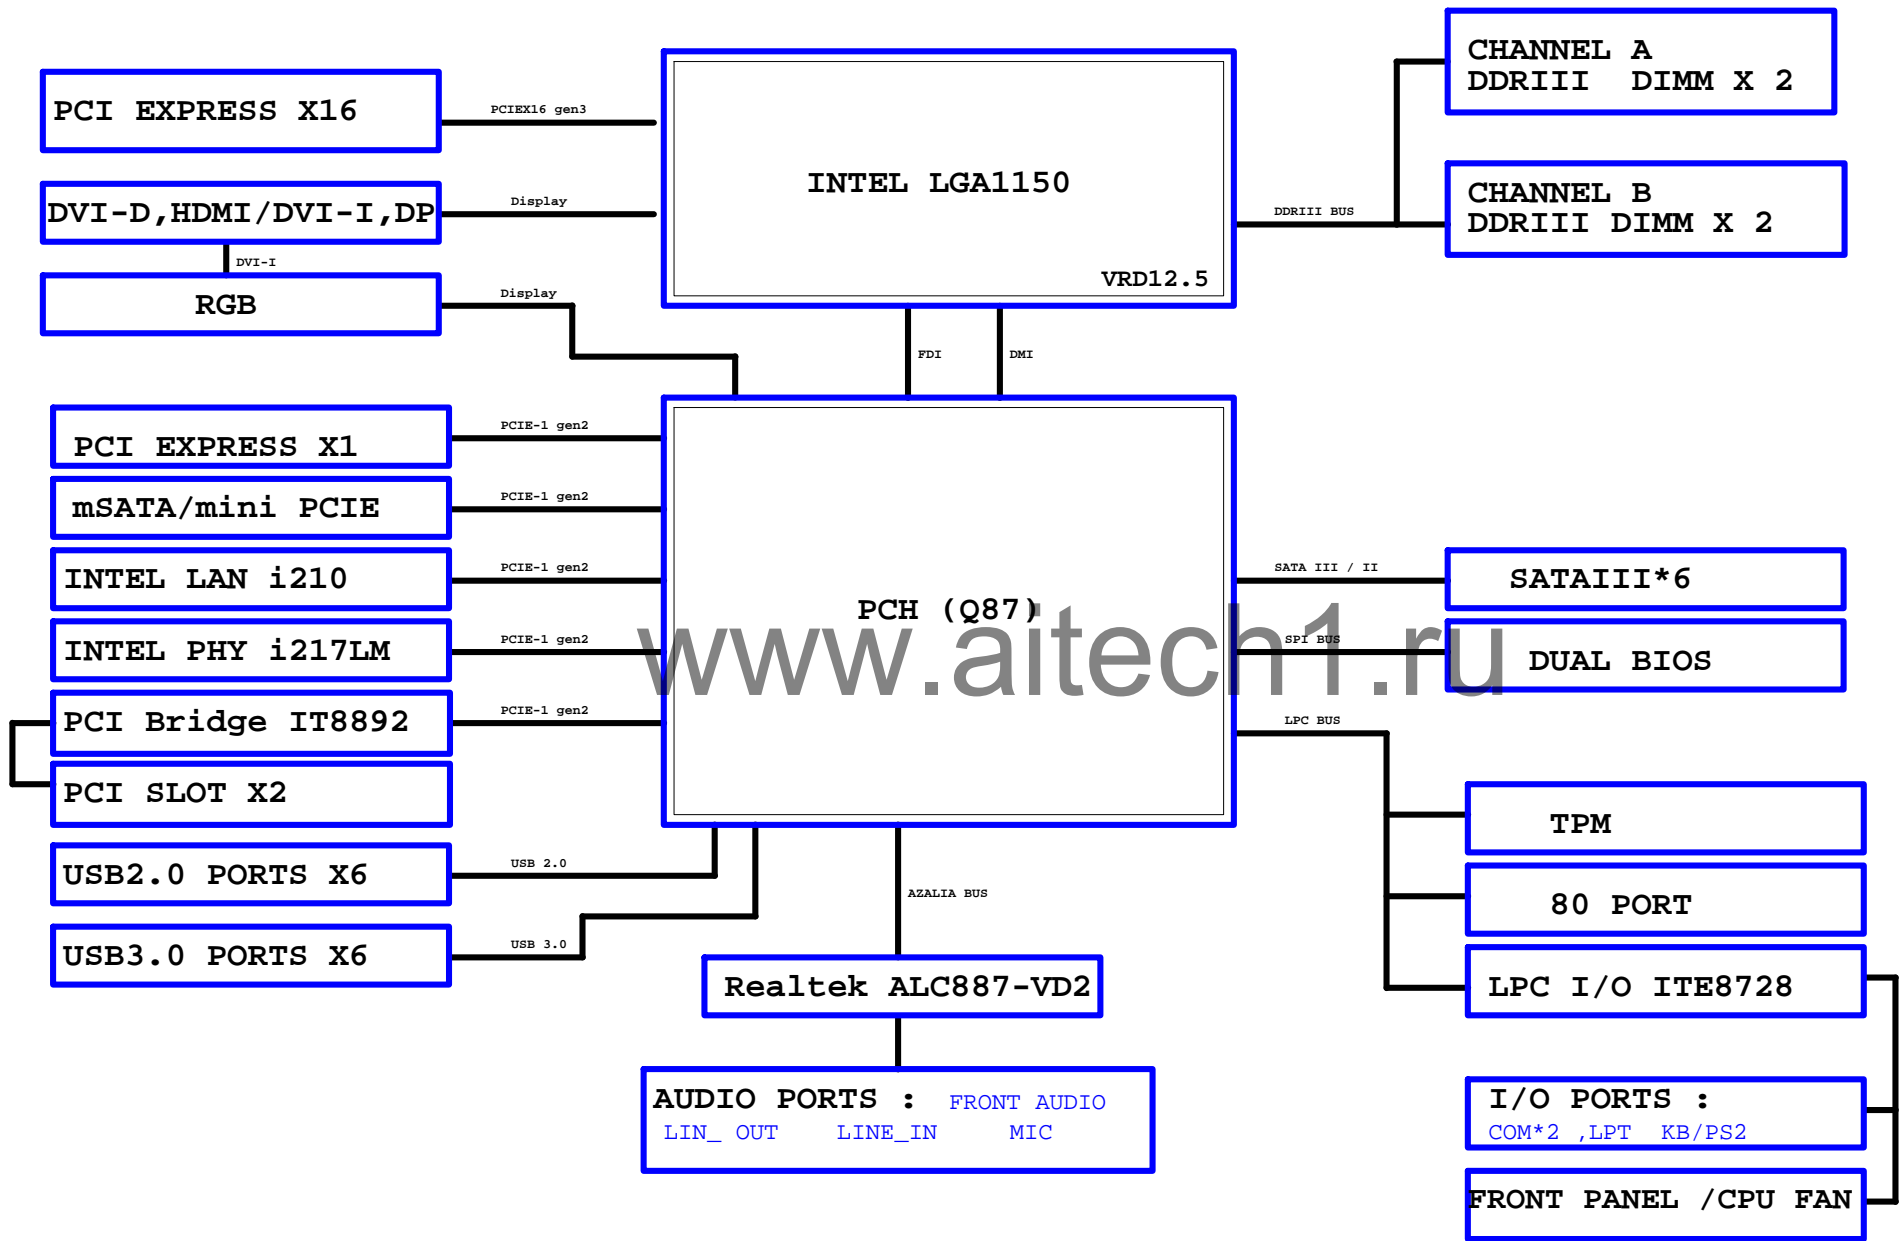 CHANNEL A
DDRIII DIMM X 2
PCI EXPRESS X16
PCIEX16 gen3
INTEL LGA1150
VRD12.5
DDRIII BUS
CHANNEL B
DDRIII DIMM X 2
DVI-D,HDMI/DVI-I,DP
Display
DVI-I
RGB
Display
FDI
DMI
PCI EXPRESS X1
PCIE-1 gen2
mSATA/mini PCIE
PCIE-1 gen2
INTEL LAN i210
PCIE-1 gen2
INTEL PHY i217LM
PCIE-1 gen2
PCI Bridge IT8892
PCIE-1 gen2
PCI SLOT X2
PCH (Q87)
www.aitech1.ru
SATA III / II
SATAIII*6
SPI BUS
DUAL BIOS
LPC BUS
TPM
80 PORT
LPC I/O ITE8728
USB2.0 PORTS X6
USB 2.0
USB3.0 PORTS X6
USB 3.0
AZALIA BUS
Realtek ALC887-VD2
AUDIO PORTS : FRONT AUDIO
LIN_ OUT LINE_IN MIC
I/O PORTS :
COM*2 ,LPT KB/PS2
FRONT PANEL /CPU FAN